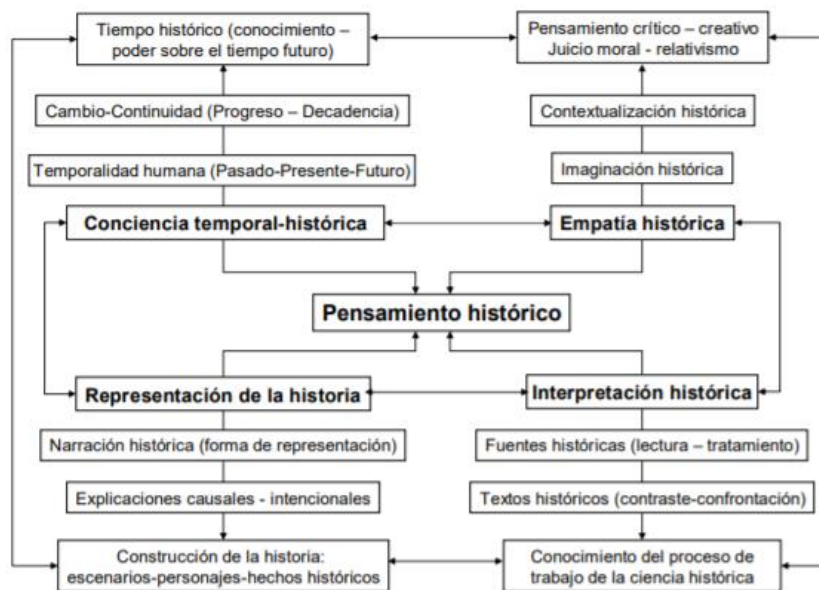 Tiempo histórico (conocimiento –
poder sobre el tiempo futuro)
Pensamiento crítico – creativo
Juicio moral - relativismo
Cambio-Continuidad (Progreso – Decadencia)
Contextualización histórica
Temporalidad humana (Pasado-Presente-Futuro)
Imaginación histórica
Conciencia temporal-histórica
Empatía histórica
Pensamiento histórico
Representación de la historia
Interpretación histórica
Narración histórica (forma de representación)
Fuentes históricas (lectura – tratamiento)
Explicaciones causales - intencionales
Textos históricos (contraste-confrontación)
Construcción de la historia:
escenarios-personajes-hechos históricos
Conocimiento del proceso de
trabajo de la ciencia histórica